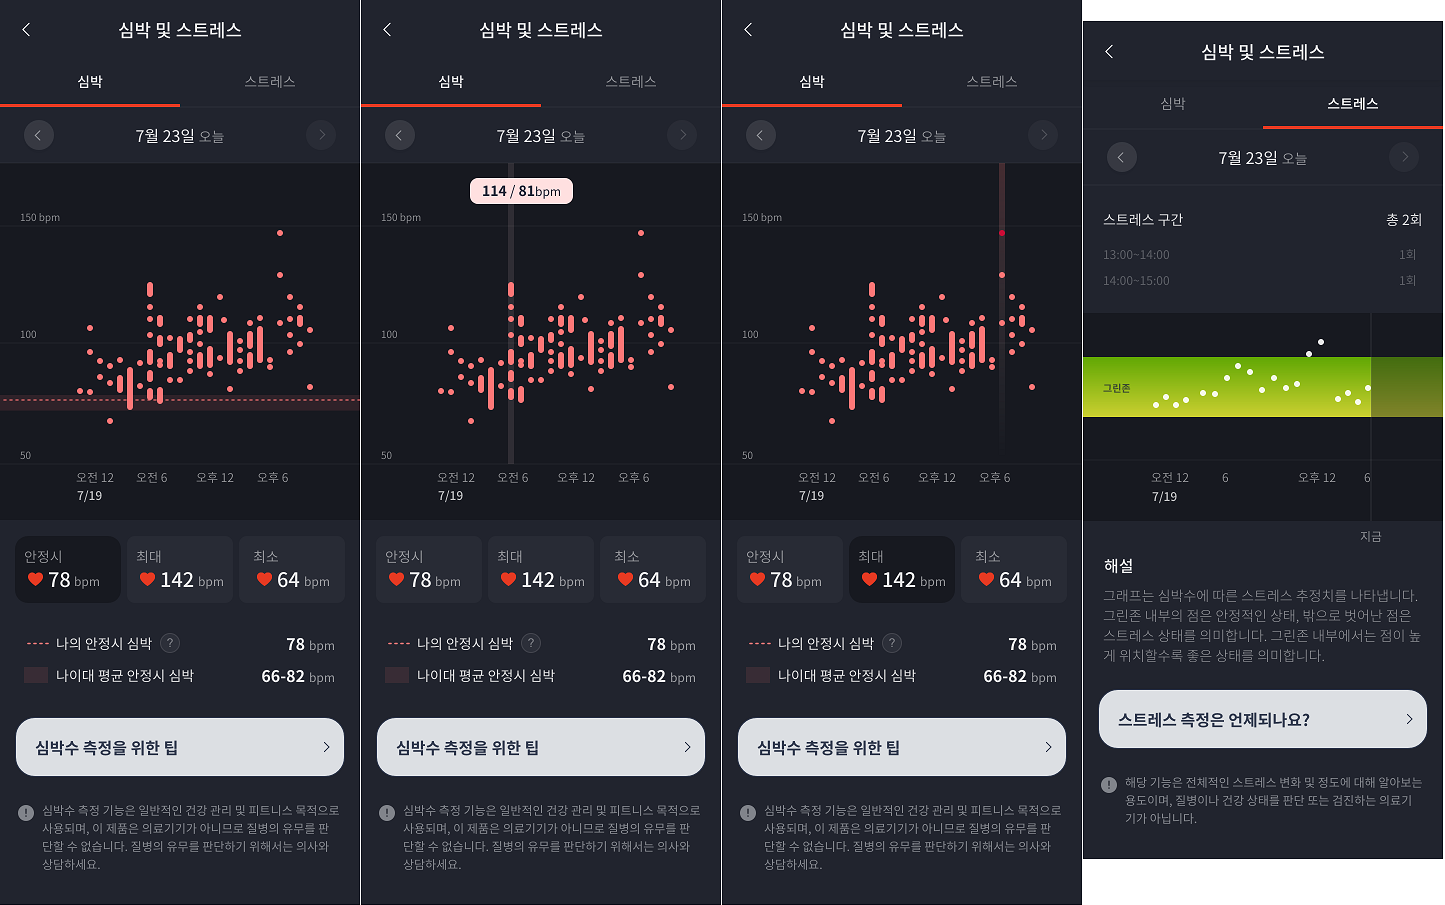 심박 및 스트레스
심박
스트레스
7월 23일 오늘
150 bpm
100
50
오전 12
오전 6
오후 12
오후 6
7/19
안정시
78 bpm
최대
142 bpm
최소
64 bpm
나의 안정시 심박 ?
78 bpm
나이대 평균 안정시 심박
66-82 bpm
심박수 측정을 위한 팁
심박수 측정 기능은 일반적인 건강 관리 및 피트니스 목적으로
사용되며, 이 제품은 의료기기가 아니므로 질병의 유무를 판
단할 수 없습니다. 질병의 유무를 판단하기 위해서는 의사와
상담하세요.
심박 및 스트레스
심박
스트레스
7월 23일 오늘
114 / 81bpm
150 bpm
100
50
오전 12
오전 6
오후 12
오후 6
7/19
안정시
78 bpm
최대
142 bpm
최소
64 bpm
나의 안정시 심박 ?
78 bpm
나이대 평균 안정시 심박
66-82 bpm
심박수 측정을 위한 팁
심박수 측정 기능은 일반적인 건강 관리 및 피트니스 목적으로
사용되며, 이 제품은 의료기기가 아니므로 질병의 유무를 판
단할 수 없습니다. 질병의 유무를 판단하기 위해서는 의사와
상담하세요.
심박 및 스트레스
심박
스트레스
7월 23일 오늘
150 bpm
100
50
오전 12
오전 6
오후 12
오후 6
7/19
안정시
78 bpm
최대
142 bpm
최소
64 bpm
나의 안정시 심박 ?
78 bpm
나이대 평균 안정시 심박
66-82 bpm
심박수 측정을 위한 팁
심박수 측정 기능은 일반적인 건강 관리 및 피트니스 목적으로
사용되며, 이 제품은 의료기기가 아니므로 질병의 유무를 판
단할 수 없습니다. 질병의 유무를 판단하기 위해서는 의사와
상담하세요.
심박 및 스트레스
심박
스트레스
7월 23일 오늘
스트레스 구간
총 2회
13:00~14:00
1회
14:00~15:00
1회
그린존
오전 12
6
오후 12
6
7/19
지금
해설
그래프는 심박수에 따른 스트레스 추정치를 나타냅니다.
그린존 내부의 점은 안정적인 상태, 밖으로 벗어난 점은
스트레스 상태를 의미합니다. 그린존 내부에서는 점이 높
게 위치할수록 좋은 상태를 의미합니다.
스트레스 측정은 언제되나요?
해당 기능은 전체적인 스트레스 변화 및 정도에 대해 알아보는
용도이며, 질병이나 건강 상태를 판단 또는 검진하는 의료기
기가 아닙니다.